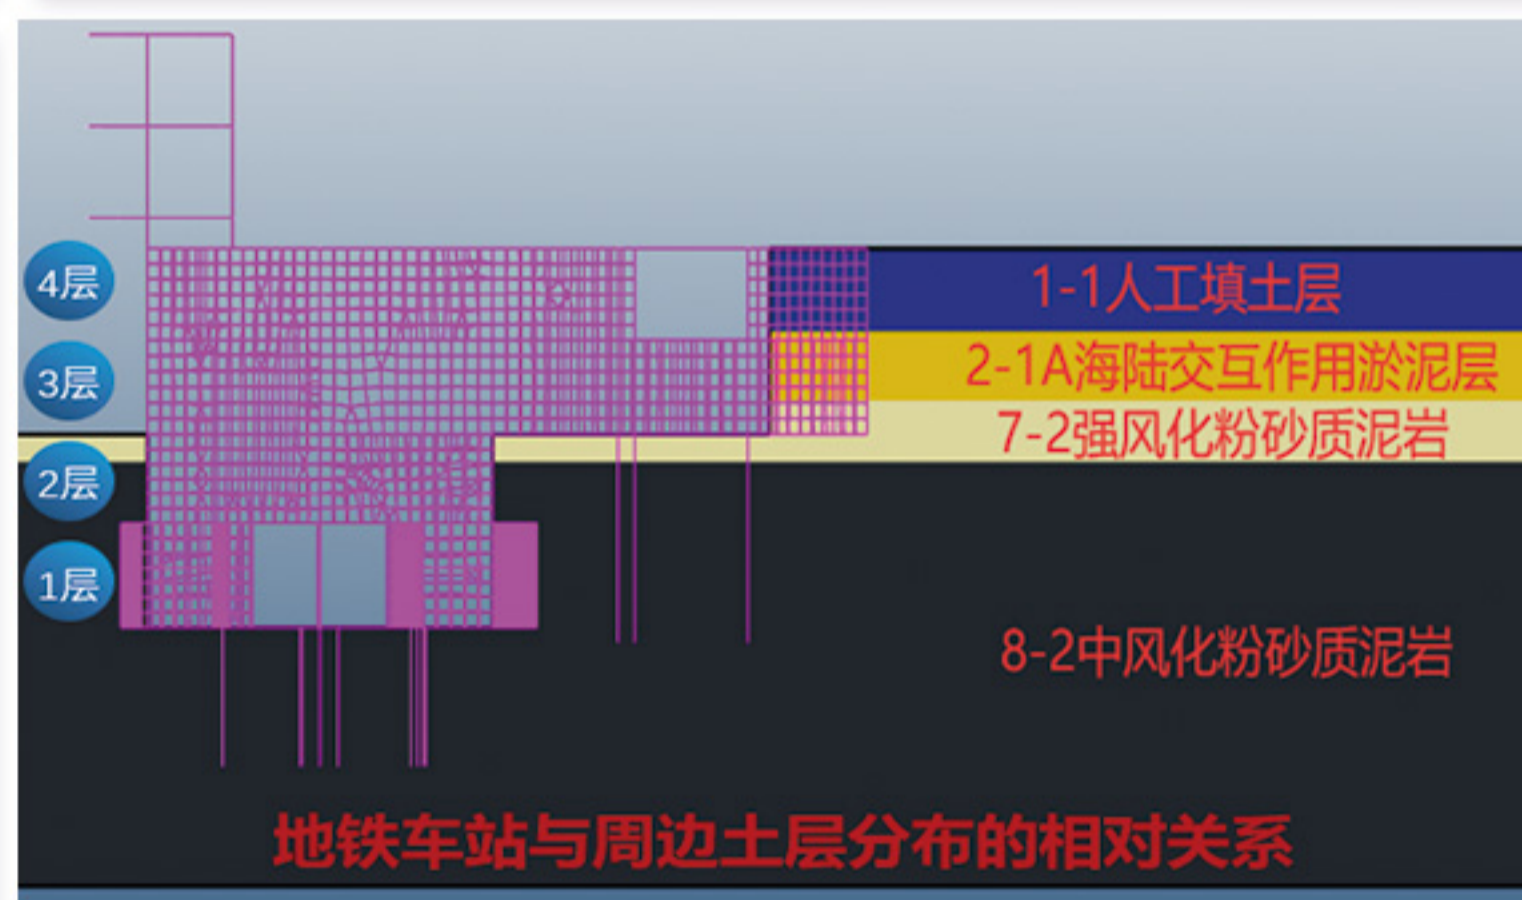 4层
1-1人工填土层
3层
2-1A海陆交互作用淤泥层
7-2强风化粉砂质泥岩
2层
1层
8-2中风化粉砂质泥岩
地铁车站与周边土层分布的相对关系